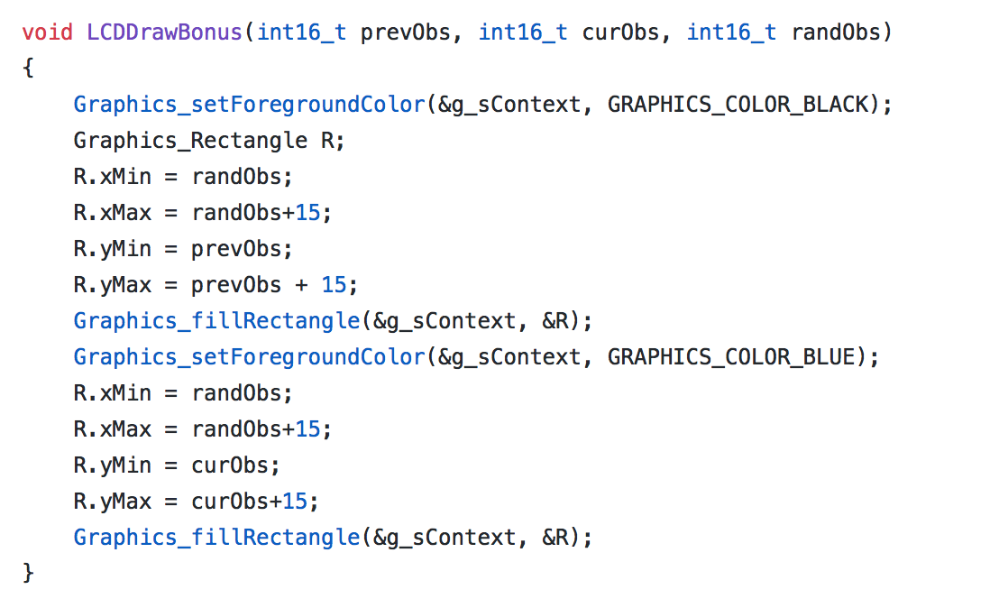 void LCDDrawBonus(int16_t prevObs, int16_t curObs, int16_t randObs)
{
    Graphics_setForegroundColor(&g_sContext, GRAPHICS_COLOR_BLACK);
    Graphics_Rectangle R;
    R.xMin = randObs;
    R.xMax = randObs+15;
    R.yMin = prevObs;
    R.yMax = prevObs + 15;
    Graphics_fillRectangle(&g_sContext, &R);
    Graphics_setForegroundColor(&g_sContext, GRAPHICS_COLOR_BLUE);
    R.xMin = randObs;
    R.xMax = randObs+15;
    R.yMin = curObs;
    R.yMax = curObs+15;
    Graphics_fillRectangle(&g_sContext, &R);
}